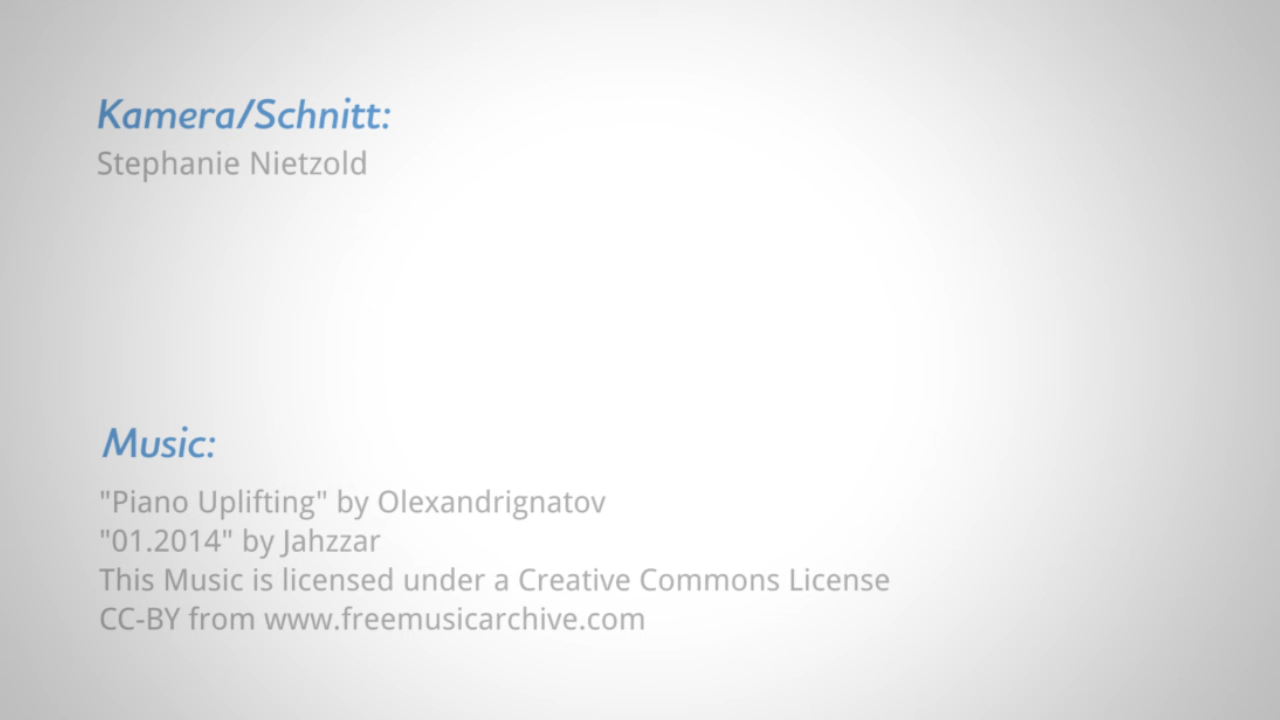 Kamera/Schnitt:
Stephanie Nietzold
Music:
"Piano Uplifting" by Olexandrignatov
"01.2014" by Jahzzar
This Music is licensed under a Creative Commons License
CC-BY from www.freemusicarchive.com